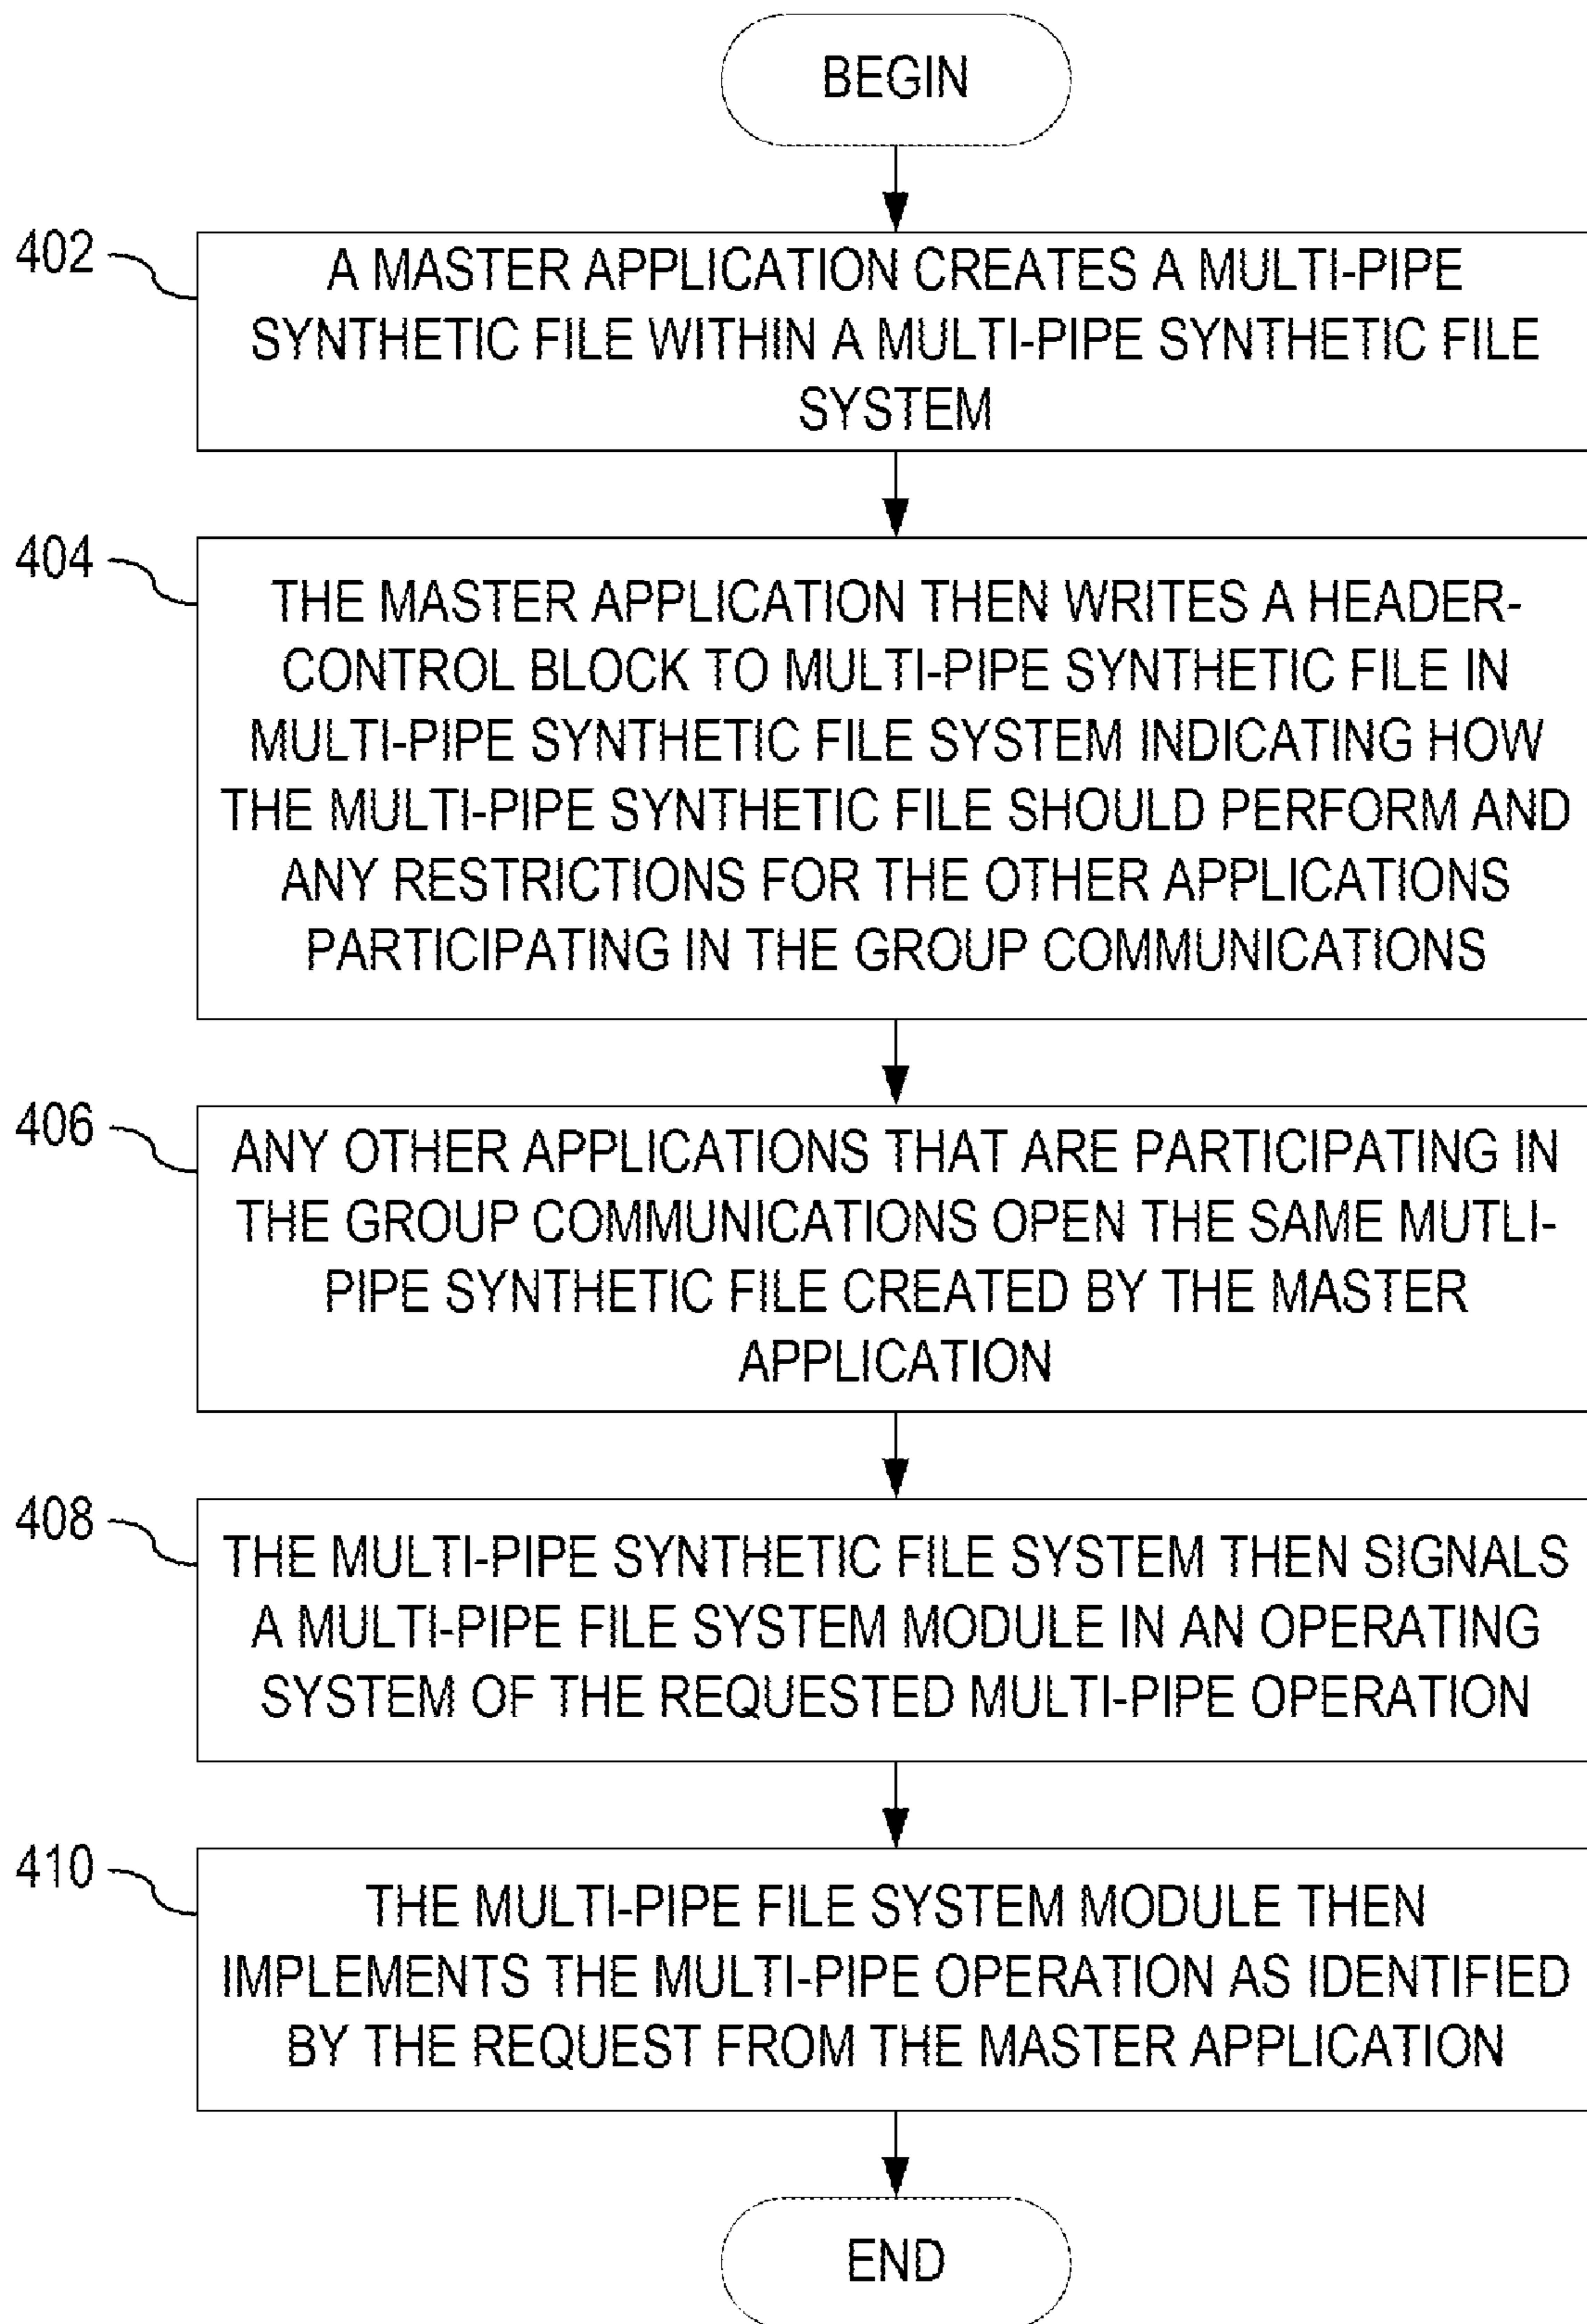 BEGIN
402
A MASTER APPLICATION CREATES A MULTI-PIPE
SYNTHETIC FILE WITHIN A MULTI-PIPE SYNTHETIC FILE
SYSTEM
404
THE MASTER APPLICATION THEN WRITES A HEADER-
CONTROL BLOCK TO MULTI-PIPE SYNTHETIC FILE IN
MULTI-PIPE SYNTHETIC FILE SYSTEM INDICATING HOW
THE MULTI-PIPE SYNTHETIC FILE SHOULD PERFORM AND
ANY RESTRICTIONS FOR THE OTHER APPLICATIONS
PARTICIPATING IN THE GROUP COMMUNICATIONS
406
ANY OTHER APPLICATIONS THAT ARE PARTICIPATING IN
THE GROUP COMMUNICATIONS OPEN THE SAME MUTLI-
PIPE SYNTHETIC FILE CREATED BY THE MASTER
APPLICATION
408
THE MULTI-PIPE SYNTHETIC FILE SYSTEM THEN SIGNALS
A MULTI-PIPE FILE SYSTEM MODULE IN AN OPERATING
SYSTEM OF THE REQUESTED MULTI-PIPE OPERATION
410
THE MULTI-PIPE FILE SYSTEM MODULE THEN
IMPLEMENTS THE MULTI-PIPE OPERATION AS IDENTIFIED
BY THE REQUEST FROM THE MASTER APPLICATION
END